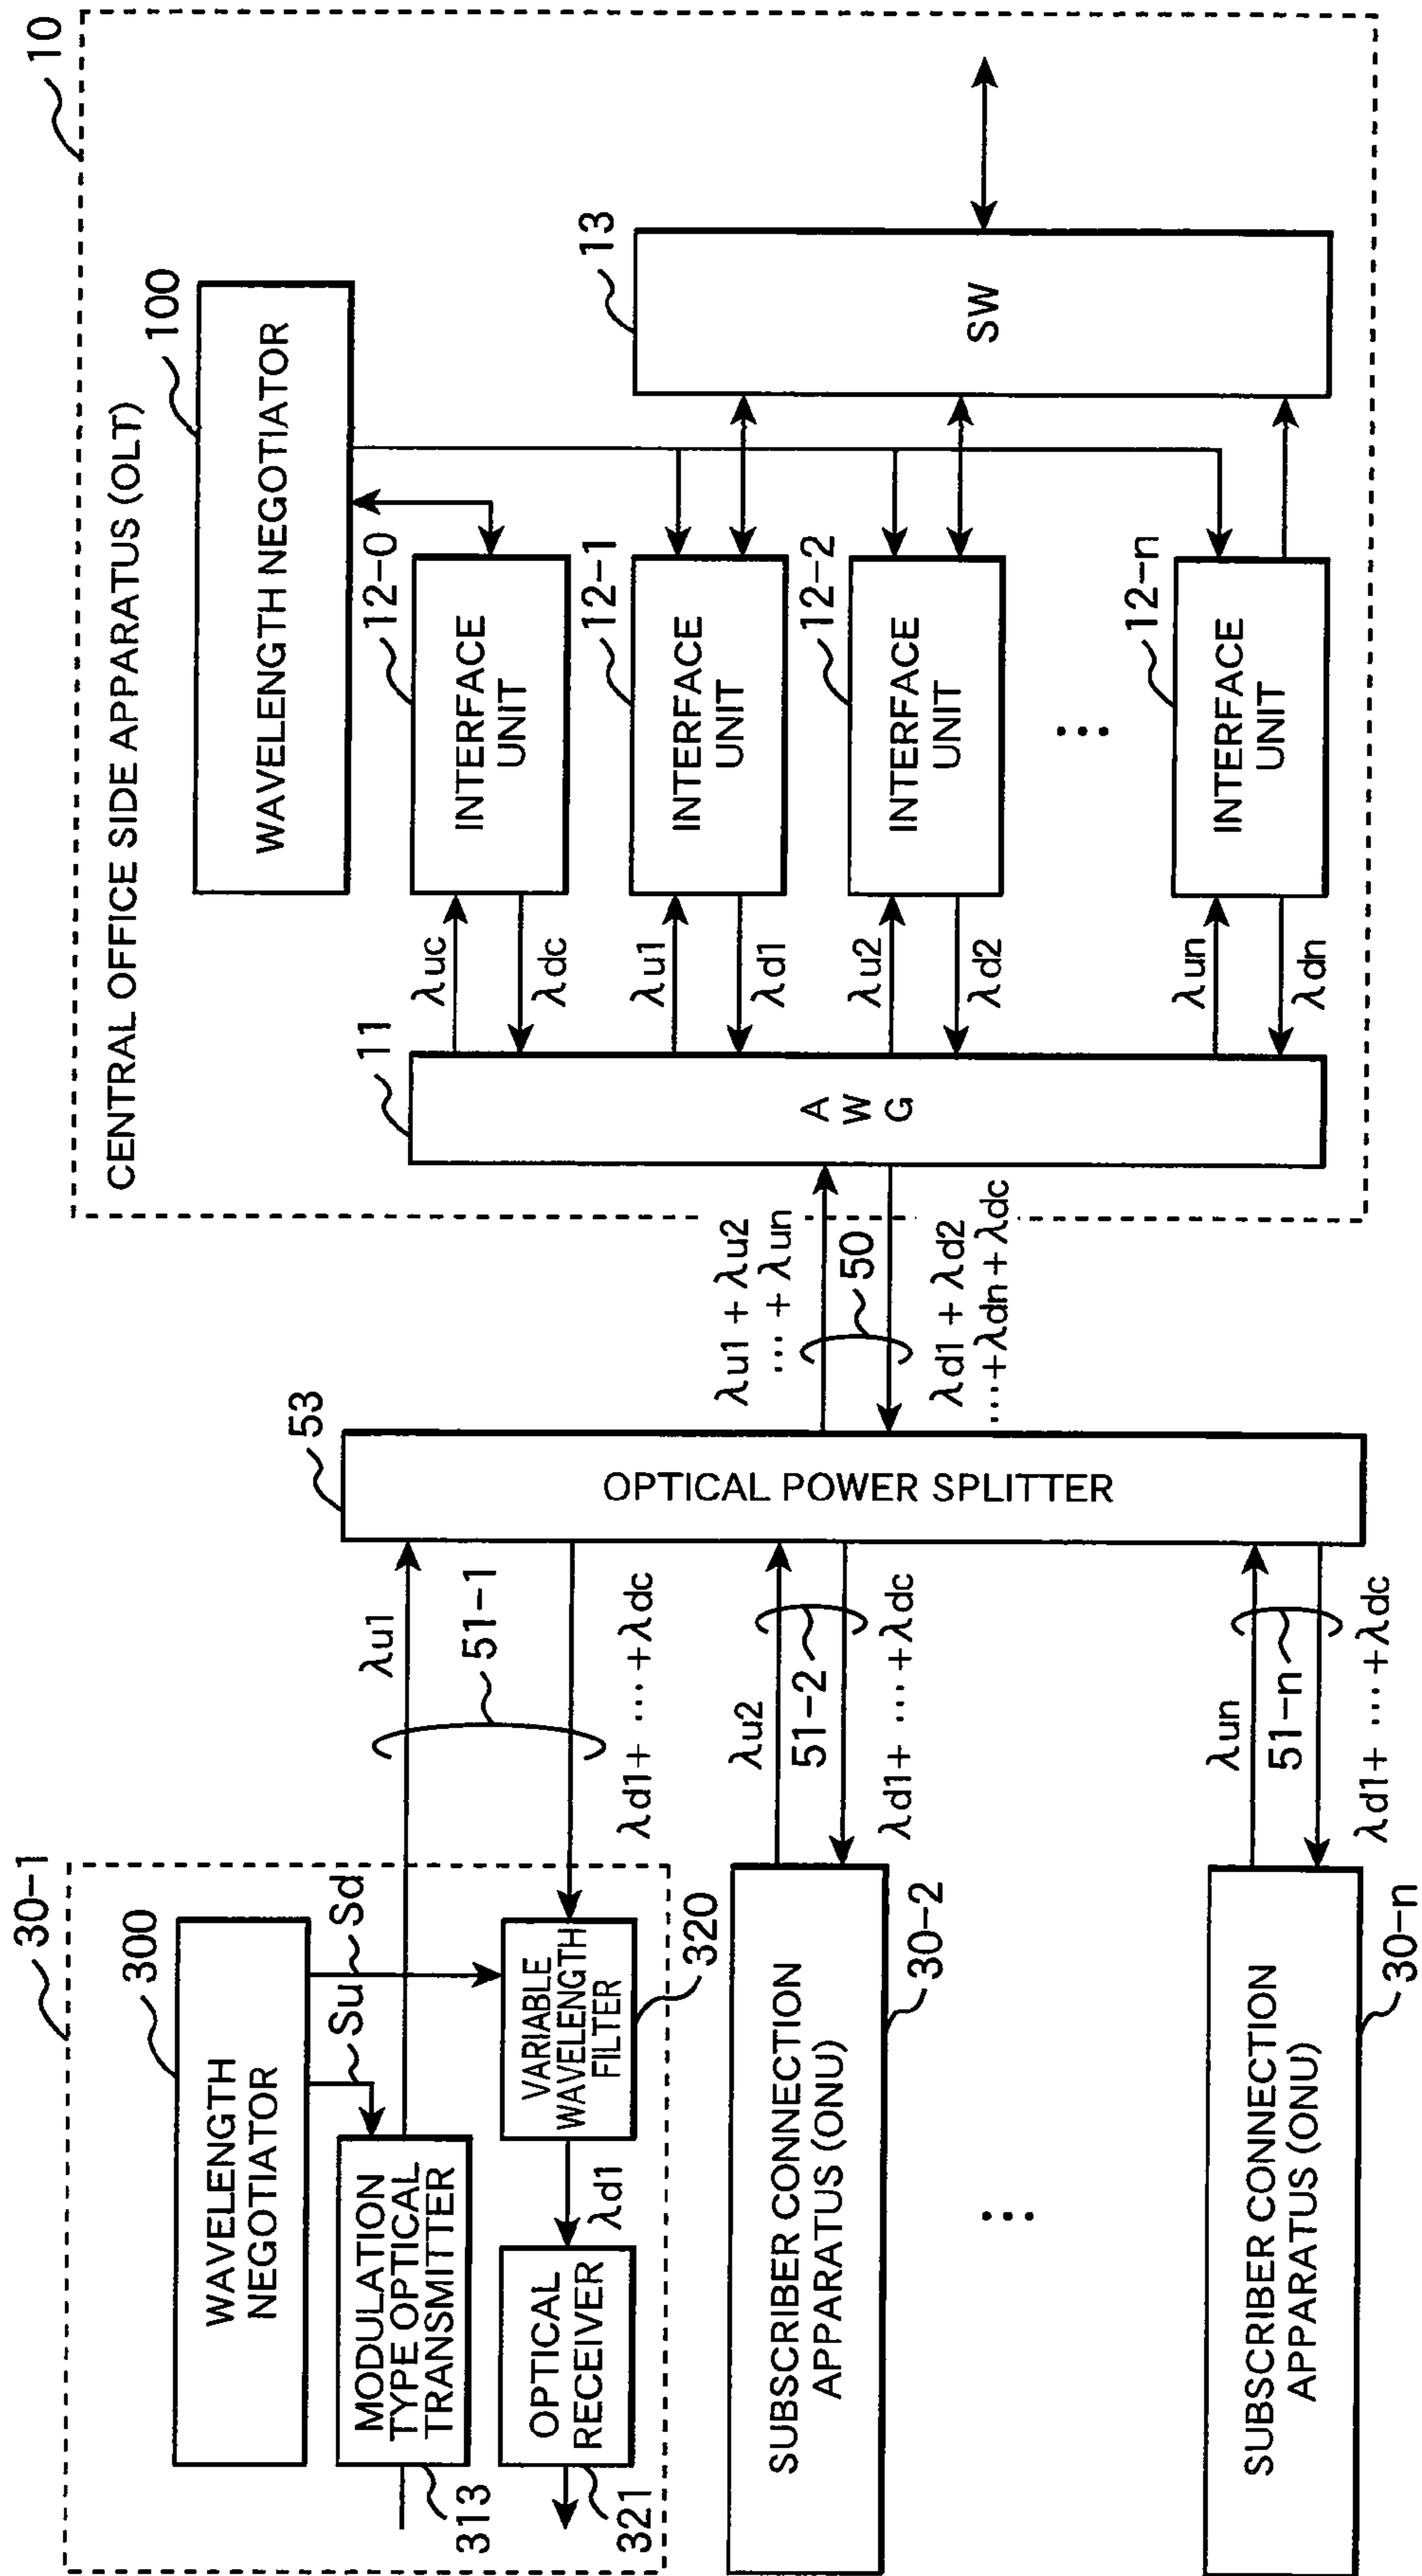 30-1
300
WAVELENGTH
NEGOTIATOR
Su
Sd
MODULATION
TYPE OPTICAL
TRANSMITTER
313
VARIABLE
WAVELENGTH
FILTER
320
λd1
OPTICAL
RECEIVER
321
λu1
51-1
λd1+ ... +λdc
SUBSCRIBER CONNECTION
APPARATUS (ONU)
30-2
λu2
51-2
λd1+ ... +λdc
...
SUBSCRIBER CONNECTION
APPARATUS (ONU)
30-n
λun
51-n
λd1+ ... +λdc
53
OPTICAL POWER SPLITTER
λu1 + λu2
... + λun
50
λd1 + λd2
...+λdn+λdc
10
CENTRAL OFFICE SIDE APPARATUS (OLT)
100
WAVELENGTH NEGOTIATOR
11
A W G
λuc
λdc
12-0
INTERFACE
UNIT
λu1
λd1
12-1
INTERFACE
UNIT
λu2
λd2
12-2
INTERFACE
UNIT
...
λun
λdn
12-n
INTERFACE
UNIT
13
SW